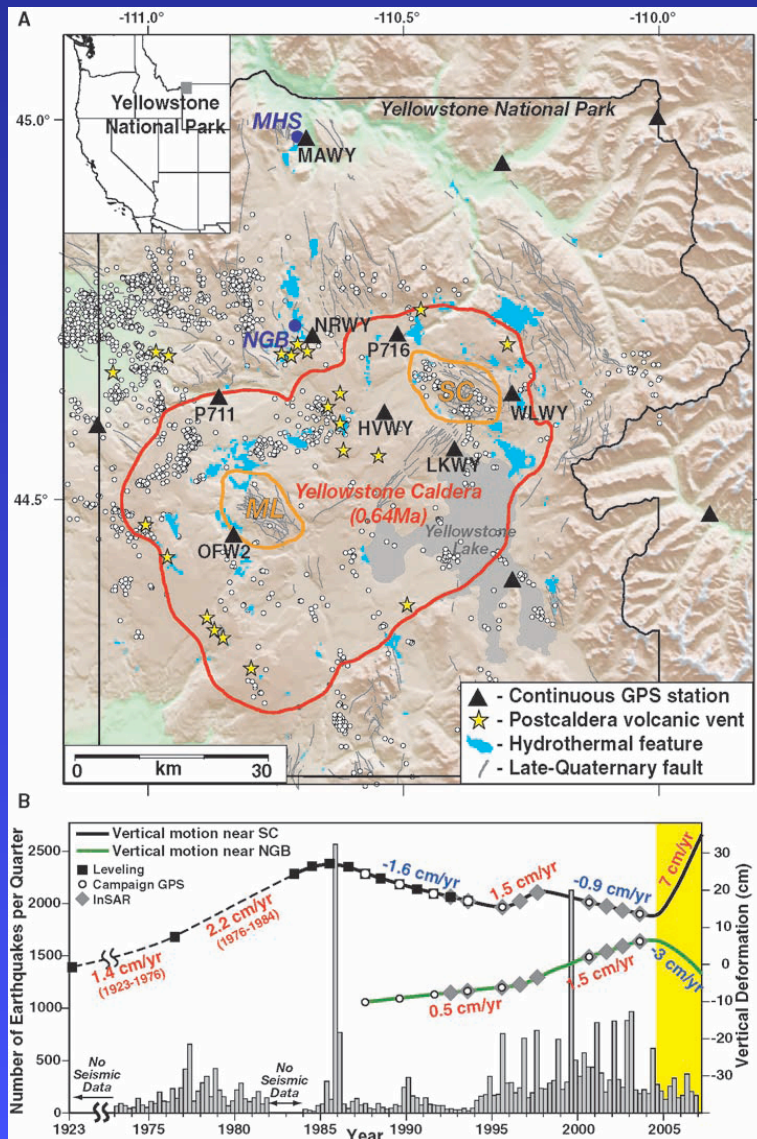 A
-111.0°
-110.5°
-110.0°
45.0°
44.5°
Yellowstone
National Park
Yellowstone National Park
MHS
MAWY
NGB
NRWY
P716
SC
WLWY
P711
HVWY
LKWY
ML
Yellowstone Caldera
(0.64Ma)
Yellowstone
Lake
OFW2
0 30
km
- Continuous GPS station
- Postcaldera volcanic vent
- Hydrothermal feature
- Late-Quaternary fault
B
Vertical motion near SC
Vertical motion near NGB
Leveling
Campaign GPS
InSAR
1.4 cm/yr
(1923-1976)
2.2 cm/yr
(1976-1984)
-1.6 cm/yr
1.5 cm/yr
-0.9 cm/yr
7 cm/yr
0.5 cm/yr
1.5 cm/yr
-3 cm/yr
No
Seismic
Data
No
Seismic
Data
Number of Earthquakes per Quarter
2500
2000
1500
1000
500
0
Vertical Deformation (cm)
30
20
10
0
-10
-20
-30
1923 1975 1980 1985 1990 1995 2000 2005
Year